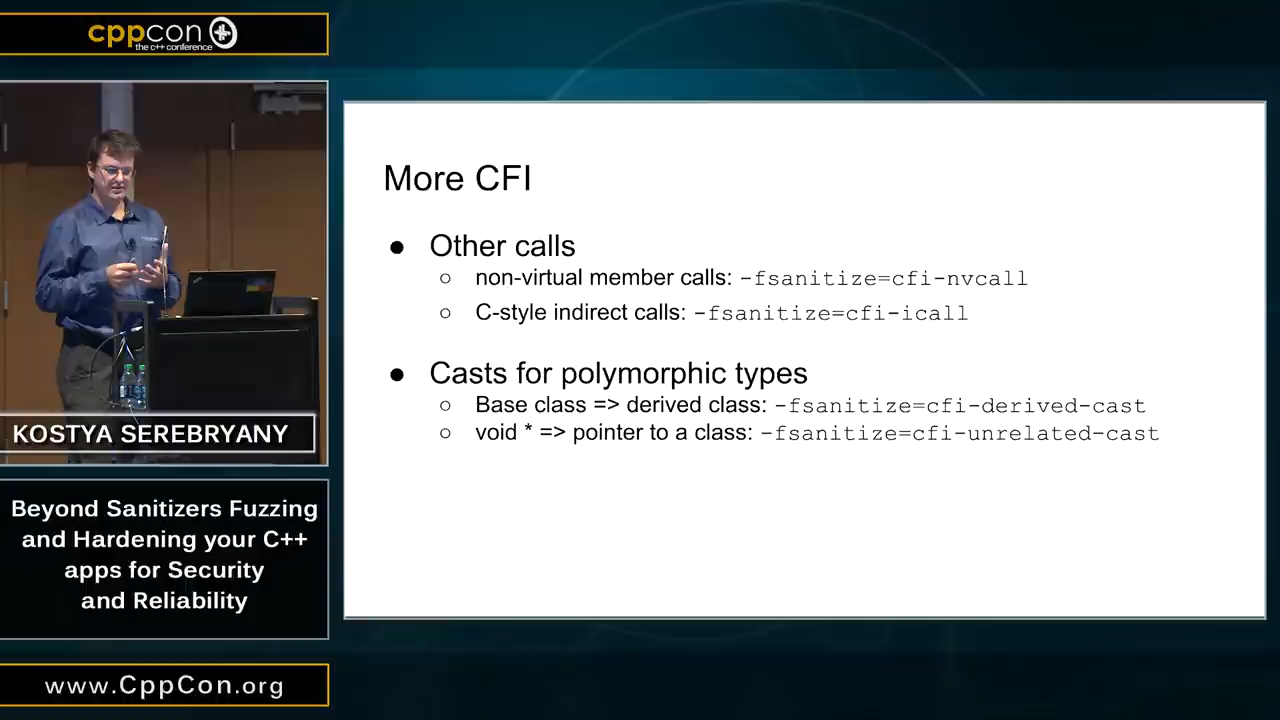 cppcon
the c++ conference
More CFI
● Other calls
○ non-virtual member calls: -fsanitize=cfi-nvcall
○ C-style indirect calls: -fsanitize=cfi-icall
● Casts for polymorphic types
○ Base class => derived class: -fsanitize=cfi-derived-cast
○ void * => pointer to a class: -fsanitize=cfi-unrelated-cast
KOSTYA SEREBRYANY
Beyond Sanitizers Fuzzing
and Hardening your C++
apps for Security
and Reliability
www.CppCon.org